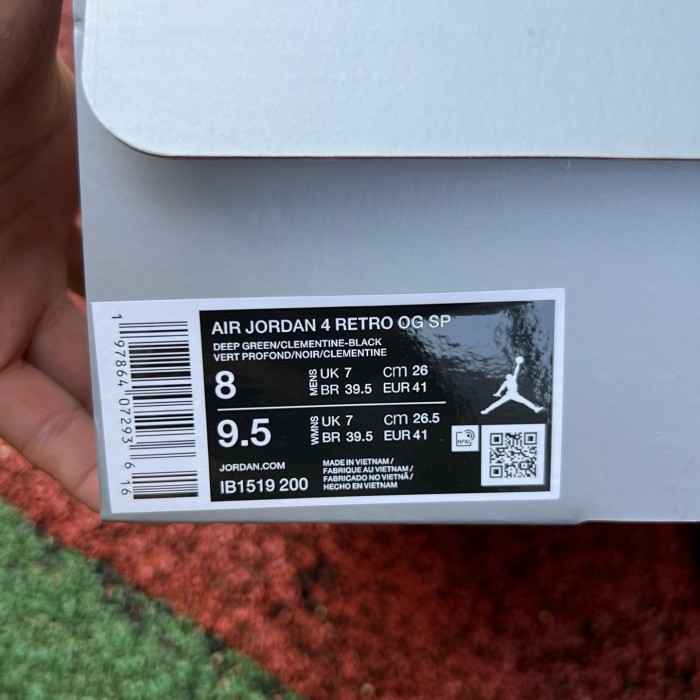 AIR JORDAN 4 RETRO OG SP
DEEP GREEN/CLEMENTINE-BLACK
VERT PROFOND/NOIR/CLEMENTINE
8
MENS
UK 7 cm 26
BR 39.5 EUR 41
9.5
WMNS
UK 7 cm 26.5
BR 39.5 EUR 41
RFID
JORDAN.COM
IB1519 200
MADE IN VIETNAM /
FABRIQUE AU VIETNAM /
FABRICADO NO VIETNÃ /
HECHO EN VIETNAM
1 97864 07293 6 16